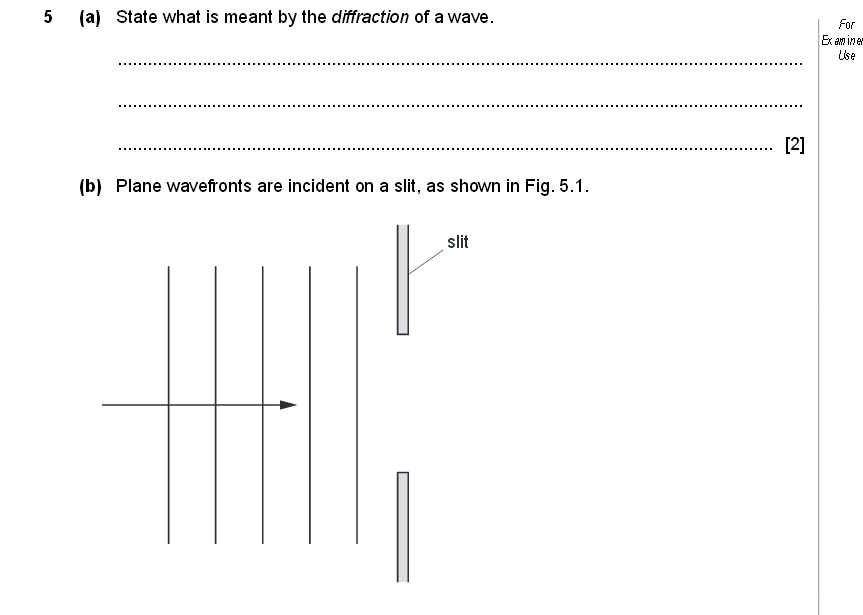 5 (a) State what is meant by the diffraction of a wave.
For
Examiner
Use
.......................................................................................................................................
.......................................................................................................................................
.................................................................................................................................. [2]
(b) Plane wavefronts are incident on a slit, as shown in Fig. 5.1.
slit